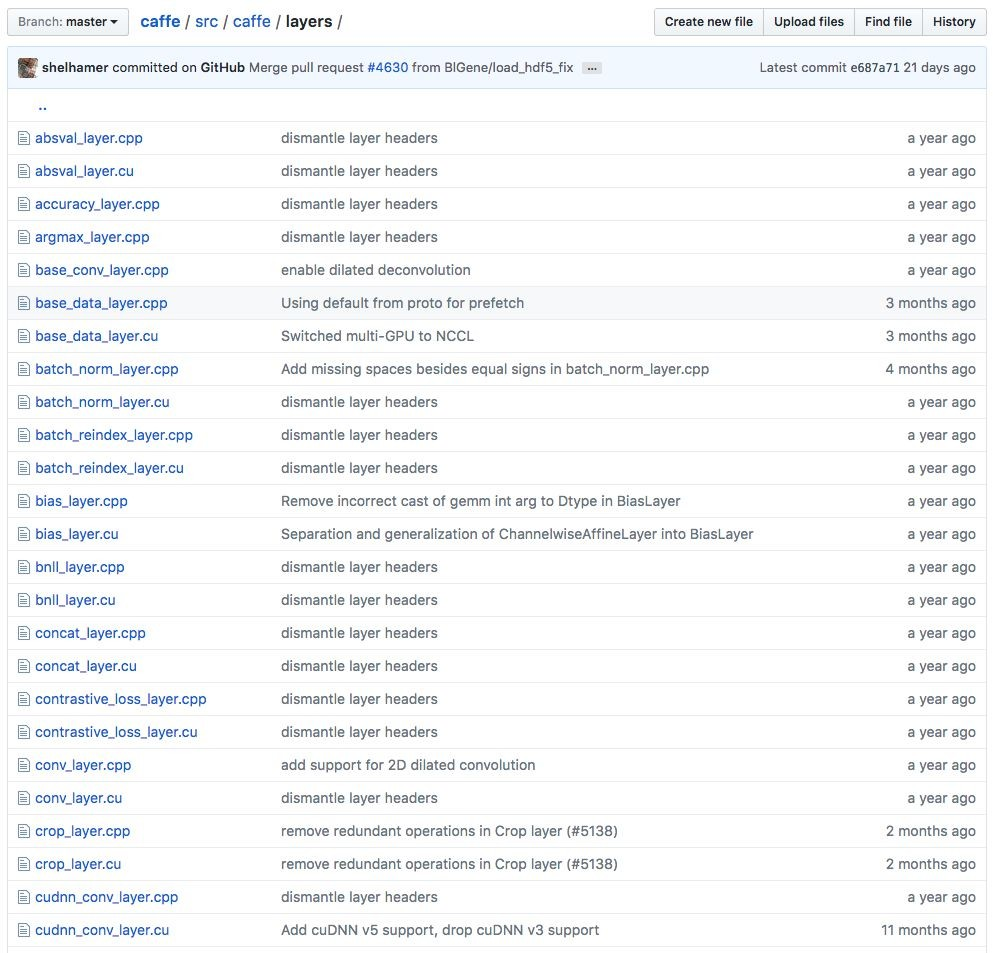 Branch: master caffe / src / caffe / layers / Create new file Upload files Find file History
shelhamer committed on GitHub Merge pull request #4630 from BlGene/load_hdf5_fix ... Latest commit e687a71 21 days ago
..
absval_layer.cpp dismantle layer headers a year ago
absval_layer.cu dismantle layer headers a year ago
accuracy_layer.cpp dismantle layer headers a year ago
argmax_layer.cpp dismantle layer headers a year ago
base_conv_layer.cpp enable dilated deconvolution a year ago
base_data_layer.cpp Using default from proto for prefetch 3 months ago
base_data_layer.cu Switched multi-GPU to NCCL 3 months ago
batch_norm_layer.cpp Add missing spaces besides equal signs in batch_norm_layer.cpp 4 months ago
batch_norm_layer.cu dismantle layer headers a year ago
batch_reindex_layer.cpp dismantle layer headers a year ago
batch_reindex_layer.cu dismantle layer headers a year ago
bias_layer.cpp Remove incorrect cast of gemm int arg to Dtype in BiasLayer a year ago
bias_layer.cu Separation and generalization of ChannelwiseAffineLayer into BiasLayer a year ago
bnll_layer.cpp dismantle layer headers a year ago
bnll_layer.cu dismantle layer headers a year ago
concat_layer.cpp dismantle layer headers a year ago
concat_layer.cu dismantle layer headers a year ago
contrastive_loss_layer.cpp dismantle layer headers a year ago
contrastive_loss_layer.cu dismantle layer headers a year ago
conv_layer.cpp add support for 2D dilated convolution a year ago
conv_layer.cu dismantle layer headers a year ago
crop_layer.cpp remove redundant operations in Crop layer (#5138) 2 months ago
crop_layer.cu remove redundant operations in Crop layer (#5138) 2 months ago
cudnn_conv_layer.cpp dismantle layer headers a year ago
cudnn_conv_layer.cu Add cuDNN v5 support, drop cuDNN v3 support 11 months ago